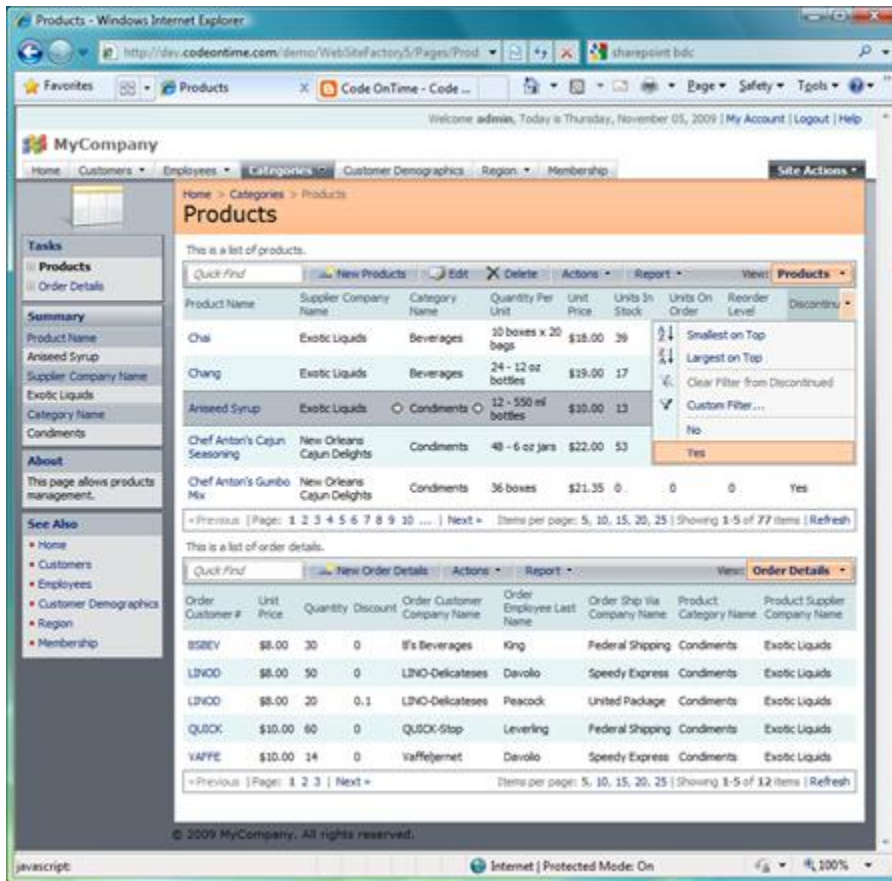 Products - Windows Internet Explorer
http://dev.codeontime.com/demo/WebSiteFactory5/Pages/Prod
sharepoint bdc
Favorites
Products
Code OnTime - Code ...
Page
Safety
Tools
Welcome admin, Today is Thursday, November 05, 2009 | My Account | Logout | Help
MyCompany
Home Customers Employees Categories Customer Demographics Region Membership Site Actions
Home > Categories > Products
Products
Tasks
Products
Order Details
Summary
Product Name
Aniseed Syrup
Supplier Company Name
Exotic Liquids
Category Name
Condiments
About
This page allows products
management.
See Also
Home
Customers
Employees
Customer Demographics
Region
Membership
This is a list of products.
Quick Find New Products Edit Delete Actions Report View: Products
Product Name Supplier Company Name Category Name Quantity Per Unit Unit Price Units In Stock Units On Order Reorder Level Discontinu
Chai Exotic Liquids Beverages 10 boxes x 20 bags $18.00 39
Chang Exotic Liquids Beverages 24 - 12 oz bottles $19.00 17
Aniseed Syrup Exotic Liquids Condiments 12 - 550 ml bottles $10.00 13
Chef Anton's Cajun Seasoning New Orleans Cajun Delights Condiments 48 - 6 oz jars $22.00 53
Chef Anton's Gumbo Mix New Orleans Cajun Delights Condiments 36 boxes $21.35 0 0 0 Yes
Smallest on Top
Largest on Top
Clear Filter from Discontinued
Custom Filter...
No
Yes
« Previous | Page: 1 2 3 4 5 6 7 8 9 10 ... | Next » Items per page: 5, 10, 15, 20, 25 | Showing 1-5 of 77 items | Refresh
This is a list of order details.
Quick Find New Order Details Actions Report View: Order Details
Order Customer # Unit Price Quantity Discount Order Customer Company Name Order Employee Last Name Order Ship Via Company Name Product Category Name Product Supplier Company Name
BSBEV $8.00 30 0 B's Beverages King Federal Shipping Condiments Exotic Liquids
LINOD $8.00 50 0 LINO-Delicateses Davolio Speedy Express Condiments Exotic Liquids
LINOD $8.00 20 0.1 LINO-Delicateses Peacock United Package Condiments Exotic Liquids
QUICK $10.00 60 0 QUICK-Stop Leverling Federal Shipping Condiments Exotic Liquids
VAFFE $10.00 14 0 Vaffeljernet Davolio Speedy Express Condiments Exotic Liquids
« Previous | Page: 1 2 3 | Next » Items per page: 5, 10, 15, 20, 25 | Showing 1-5 of 12 items | Refresh
© 2009 MyCompany. All rights reserved.
javascript: Internet | Protected Mode: On 100%